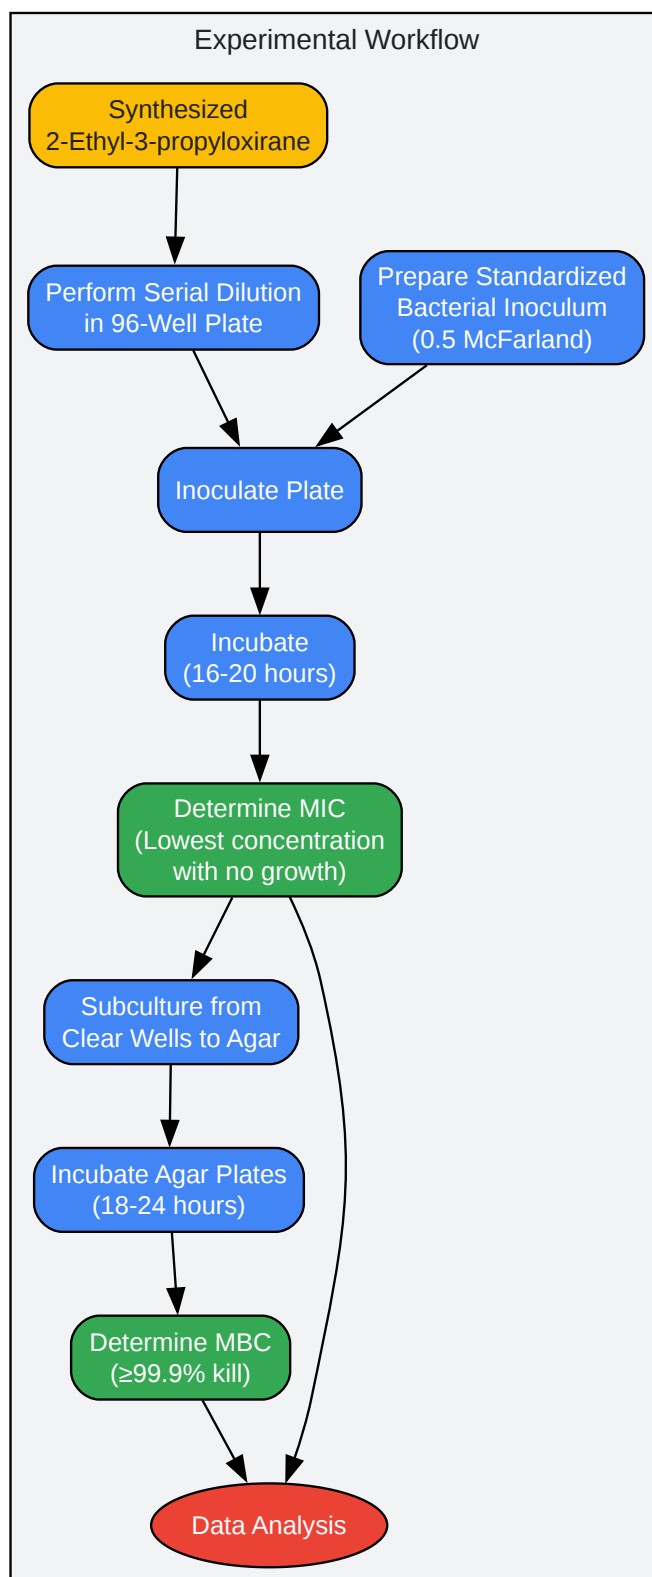 Experimental Workflow
Synthesized
2-Ethyl-3-propyloxirane
Perform Serial Dilution
in 96-Well Plate
Prepare Standardized
Bacterial Inoculum
(0.5 McFarland)
Inoculate Plate
Incubate
(16-20 hours)
Determine MIC
(Lowest concentration
with no growth)
Subculture from
Clear Wells to Agar
Incubate Agar Plates
(18-24 hours)
Determine MBC
(≥99.9% kill)
Data Analysis